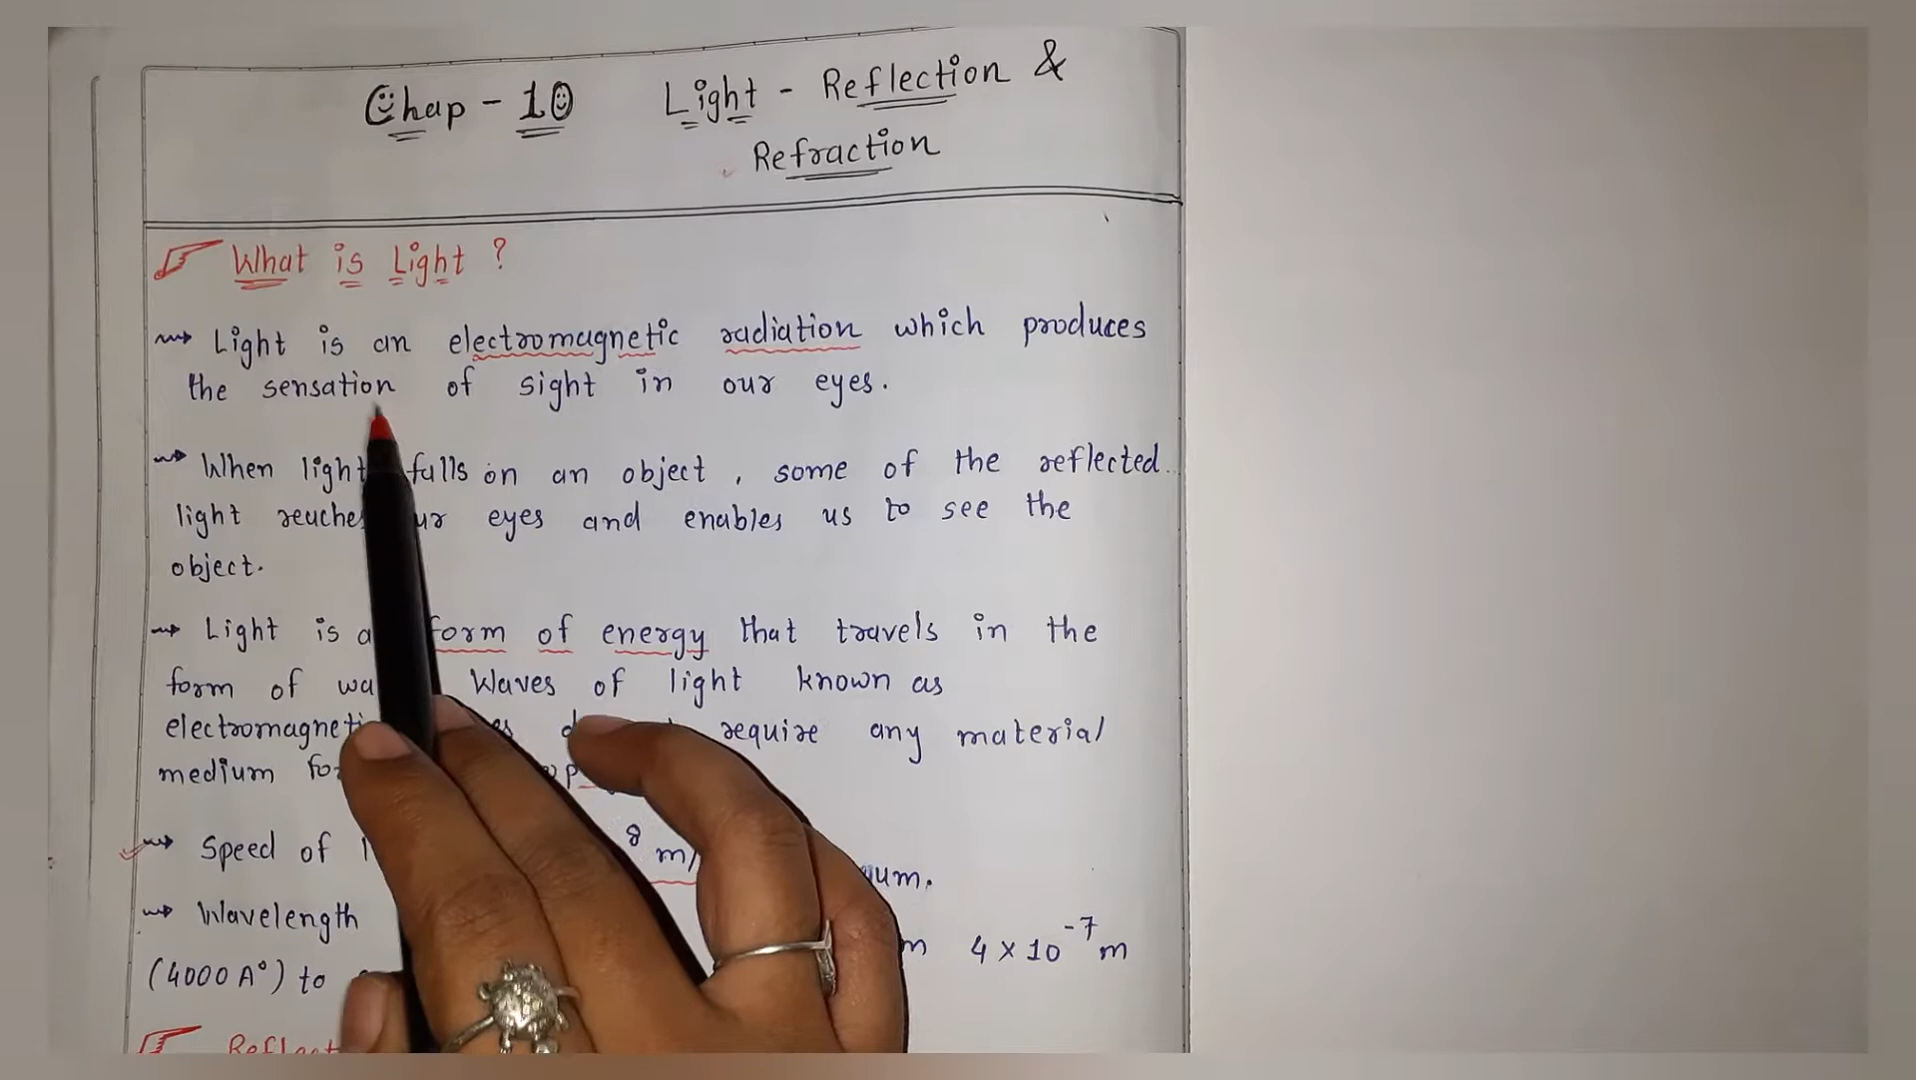 Chap - 10 Light - Reflection &
Refraction
What is Light ?
Light is an electromagnetic radiation which produces
the sensation of sight in our eyes.
When light falls on an object, some of the reflected
light reaches our eyes and enables us to see the
object.
Light is a form of energy that travels in the
form of Waves of light known as
electromagnetic require any material
medium
Speed of 8 m/
Wavelength 4 x 10⁻⁷ m
(4000 A°) to